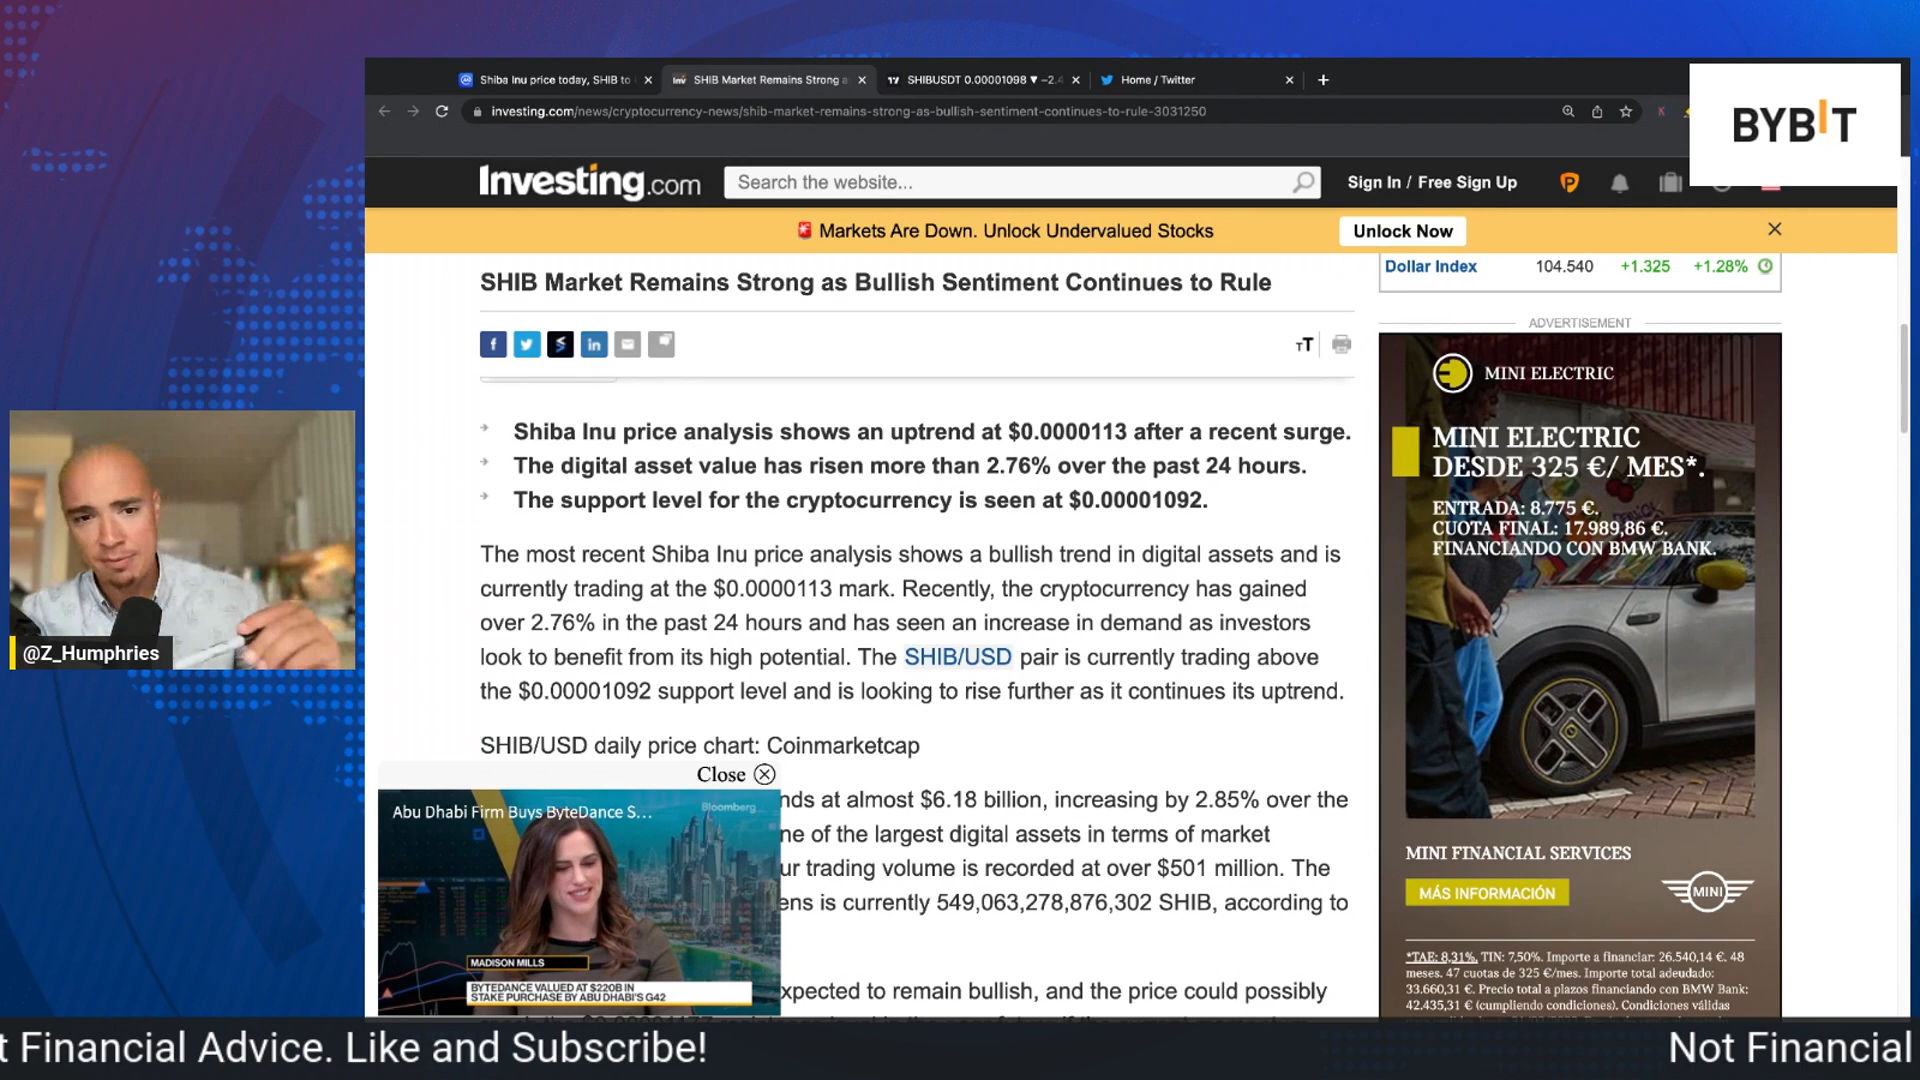 Shiba Inu price today, SHIB to
SHIB Market Remains Strong a
SHIBUSDT 0.00001098 ▼ −2.4
Home / Twitter
investing.com/news/cryptocurrency-news/shib-market-remains-strong-as-bullish-sentiment-continues-to-rule-3031250
BYBIT
Investing.com
Search the website...
Sign In / Free Sign Up
Markets Are Down. Unlock Undervalued Stocks
Unlock Now
SHIB Market Remains Strong as Bullish Sentiment Continues to Rule
Dollar Index 104.540 +1.325 +1.28%
ADVERTISEMENT
Shiba Inu price analysis shows an uptrend at $0.0000113 after a recent surge.
The digital asset value has risen more than 2.76% over the past 24 hours.
The support level for the cryptocurrency is seen at $0.00001092.
The most recent Shiba Inu price analysis shows a bullish trend in digital assets and is
currently trading at the $0.0000113 mark. Recently, the cryptocurrency has gained
over 2.76% in the past 24 hours and has seen an increase in demand as investors
look to benefit from its high potential. The SHIB/USD pair is currently trading above
the $0.00001092 support level and is looking to rise further as it continues its uptrend.
SHIB/USD daily price chart: Coinmarketcap
nds at almost $6.18 billion, increasing by 2.85% over the
ne of the largest digital assets in terms of market
ur trading volume is recorded at over $501 million. The
ens is currently 549,063,278,876,302 SHIB, according to
xpected to remain bullish, and the price could possibly
Close
Abu Dhabi Firm Buys ByteDance S...
Bloomberg
MADISON MILLS
BYTEDANCE VALUED AT $220B IN
STAKE PURCHASE BY ABU DHABI'S G42
@Z_Humphries
MINI ELECTRIC
MINI ELECTRIC
DESDE 325 €/ MES*.
ENTRADA: 8.775 €.
CUOTA FINAL: 17.989,86 €.
FINANCIANDO CON BMW BANK.
MINI FINANCIAL SERVICES
MÁS INFORMACIÓN
MINI
*TAE: 8,31%. TIN: 7,50%. Importe a financiar: 26.540,14 €. 48
meses. 47 cuotas de 325 €/mes. Importe total adeudado:
33.660,31 €. Precio total a plazos financiando con BMW Bank:
42.435,31 € (cumpliendo condiciones). Condiciones válidas
t Financial Advice. Like and Subscribe!
Not Financial